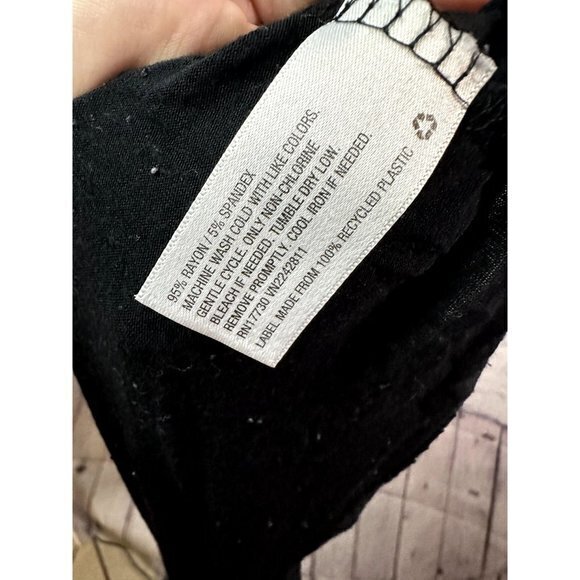 95% RAYON / 5% SPANDEX
MACHINE WASH COLD WITH LIKE COLORS.
GENTLE CYCLE. ONLY NON-CHLORINE
BLEACH IF NEEDED. TUMBLE DRY LOW.
REMOVE PROMPTLY. COOL IRON IF NEEDED.
RN17730 VN2242811
LABEL MADE FROM 100% RECYCLED PLASTIC